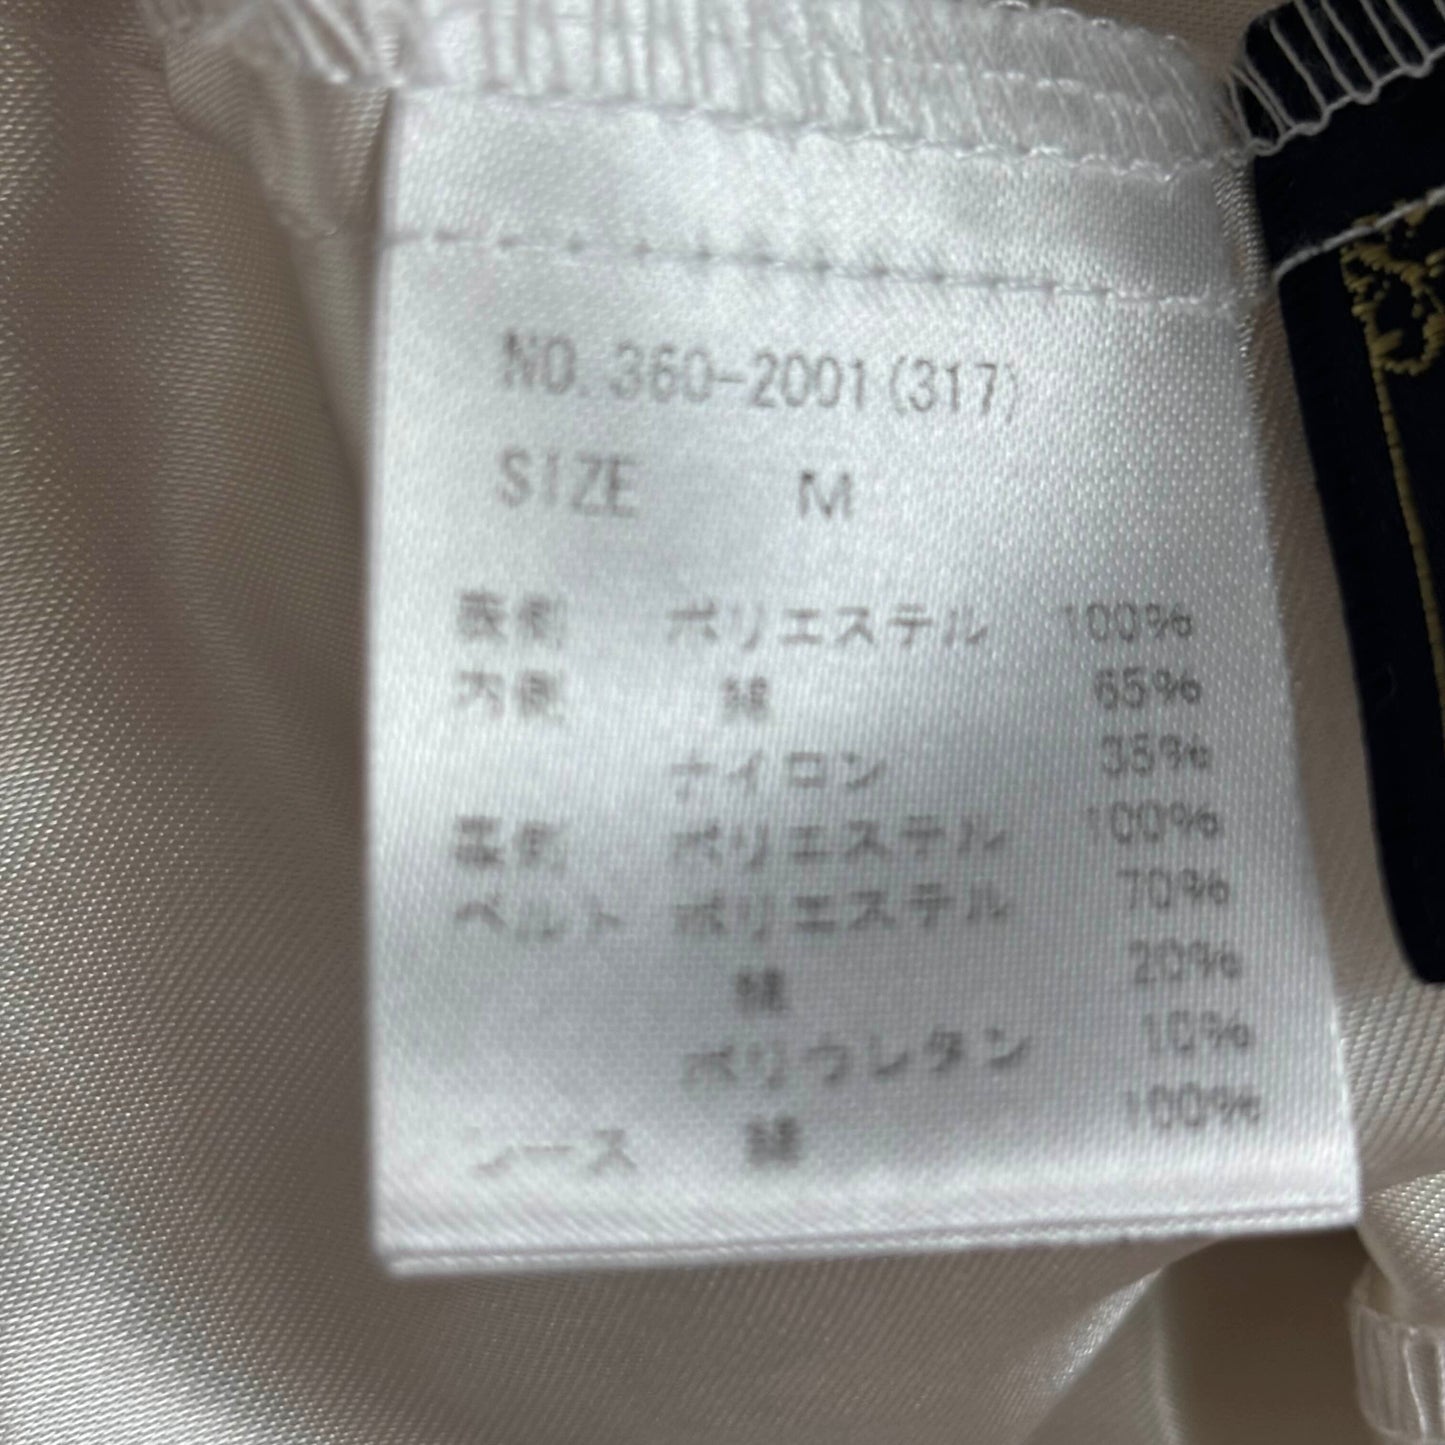 NO. 360-2001(317)
SIZE M
表側 ポリエステル 100%
内側 綿 65%
ナイロン 35%
裏側 ポリエステル 100%
ベルト ポリエステル 70%
綿 20%
ポリウレタン 10%
レース 綿 100%